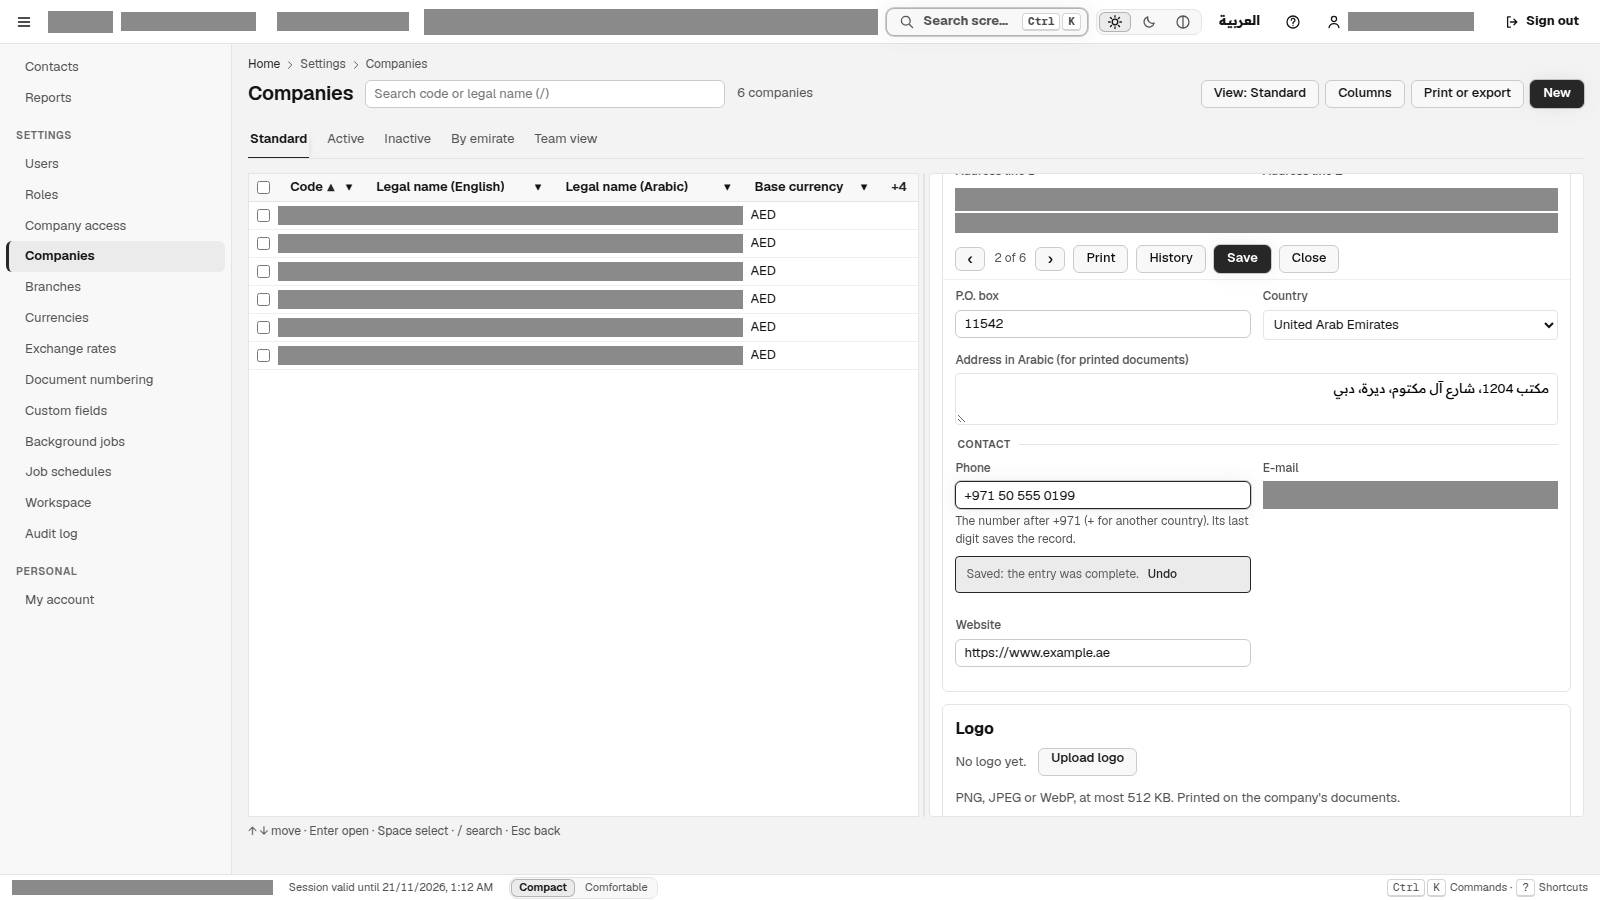 Search scre... Ctrl K العربية Sign out
Contacts
Reports
SETTINGS
Users
Roles
Company access
Companies
Branches
Currencies
Exchange rates
Document numbering
Custom fields
Background jobs
Job schedules
Workspace
Audit log
PERSONAL
My account
Home Settings Companies
Companies Search code or legal name (/) 6 companies View: Standard Columns Print or export New
Standard Active Inactive By emirate Team view
Code ▲ ▼ Legal name (English) ▼ Legal name (Arabic) ▼ Base currency ▼ +4
AED
AED
AED
AED
AED
AED
‹ 2 of 6 › Print History Save Close
P.O. box Country
11542 United Arab Emirates
Address in Arabic (for printed documents)
مكتب 1204، شارع آل مكتوم، ديرة، دبي
CONTACT
Phone E-mail
+971 50 555 0199
The number after +971 (+ for another country). Its last
digit saves the record.
Saved: the entry was complete. Undo
Website
https://www.example.ae
Logo
No logo yet. Upload logo
PNG, JPEG or WebP, at most 512 KB. Printed on the company's documents.
↑ ↓ move · Enter open · Space select · / search · Esc back
Session valid until 21/11/2026, 1:12 AM Compact Comfortable Ctrl K Commands · ? Shortcuts